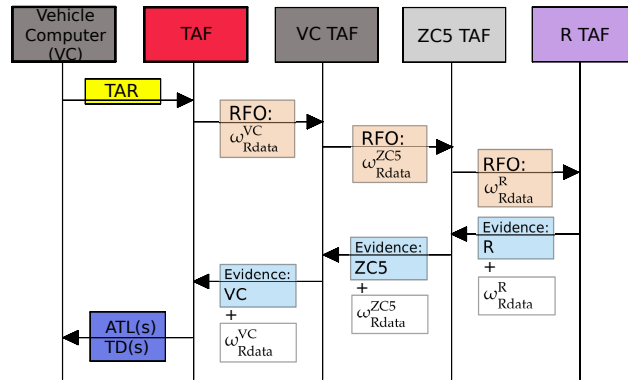 Vehicle
Computer
(VC)
TAF
VC TAF
ZC5 TAF
R TAF
TAR
RFO:
ω^VC_Rdata
RFO:
ω^ZC5_Rdata
RFO:
ω^R_Rdata
Evidence:
R
+
ω^R_Rdata
Evidence:
ZC5
+
ω^ZC5_Rdata
Evidence:
VC
+
ω^VC_Rdata
ATL(s)
TD(s)